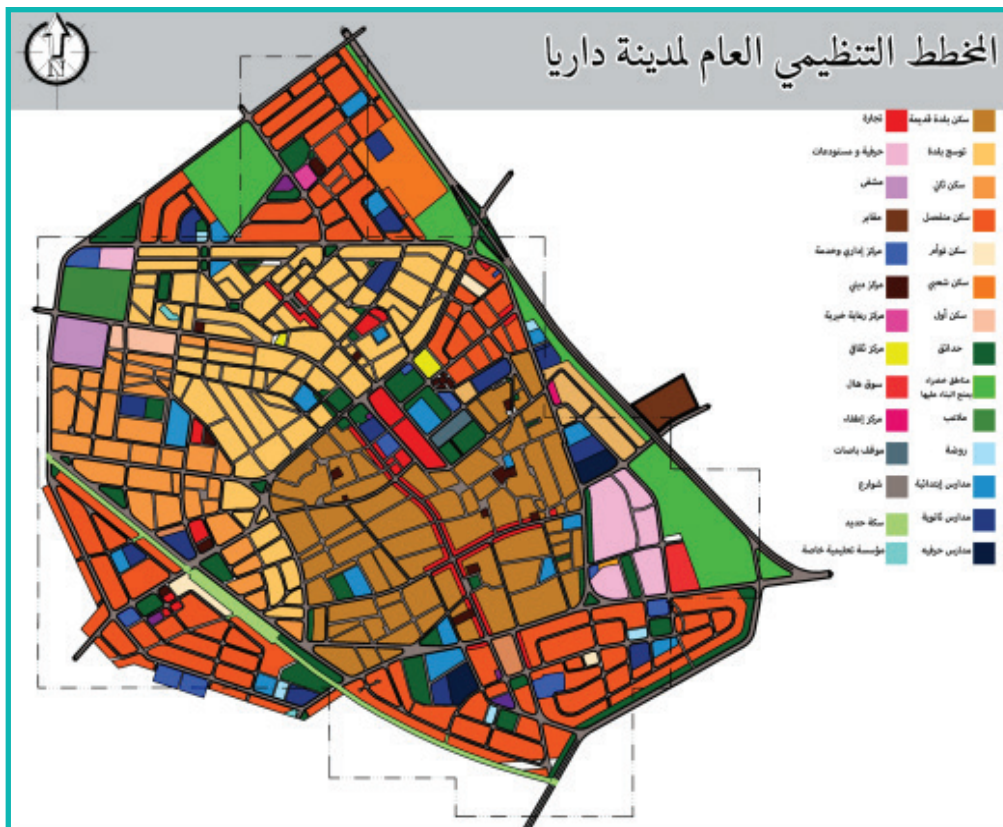 N
المخطط التنظيمي العام لمدينة داريا
سكن بلدة قديمة
تجارة
توسع بلدة
حرفية و مستودعات
سكن ثاني
مشفى
سكن منفصل
مقابر
سكن توأم
مركز إداري وخدمة
سكن شعبي
مركز ديني
سكن أول
مركز رعاية خيرية
حدائق
مركز ثقافي
مناطق خضراء
يمنع البناء عليها
سوق هال
ملاعب
مركز إطفاء
روضة
موقف باصات
مدارس إبتدائية
شوارع
مدارس ثانوية
سكة حديد
مدارس حرفية
مؤسسة تعليمية خاصة